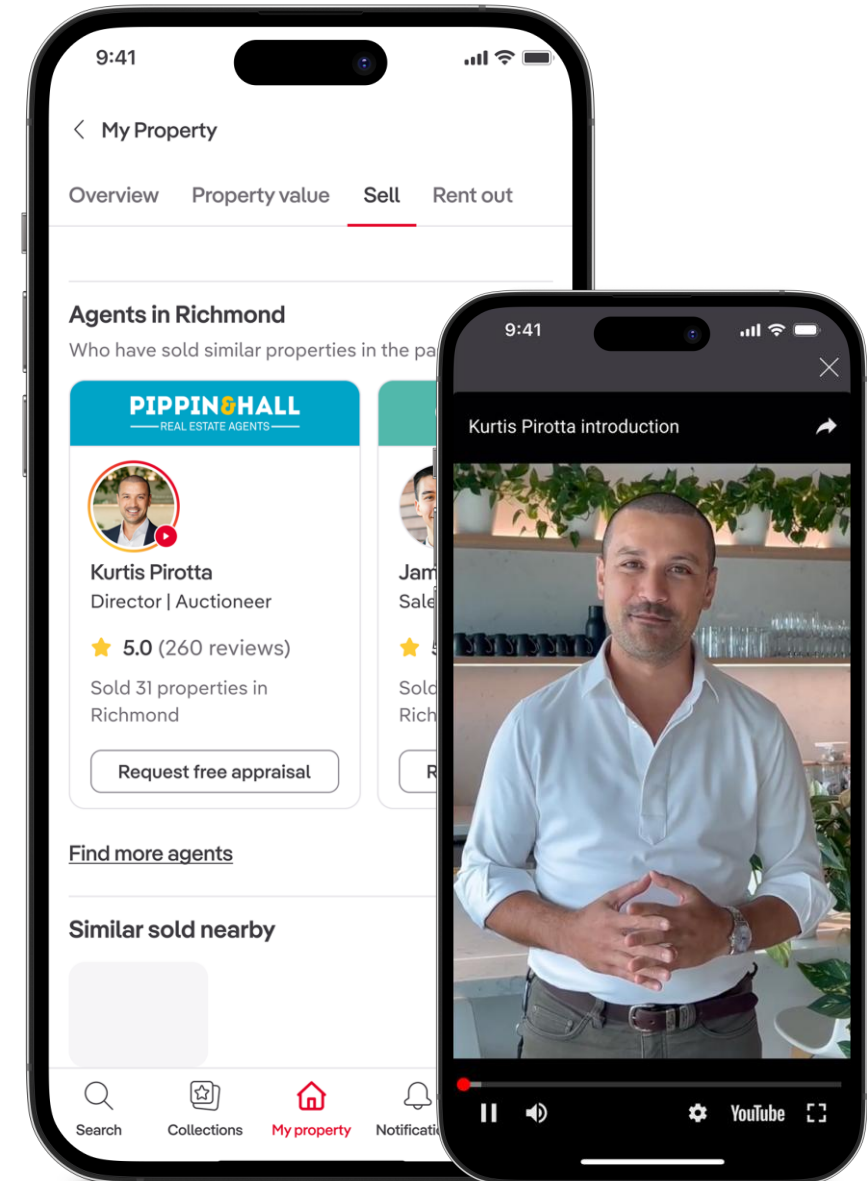 9:41
My Property
Overview Property value Sell Rent out
Agents in Richmond
Who have sold similar properties in the
PIPPIN&HALL
REAL ESTATE AGENTS
Kurtis Pirotta
Director | Auctioneer
5.0 (260 reviews)
Sold 31 properties in
Richmond
Request free appraisal
Find more agents
Similar sold nearby
Search Collections My property
9:41
Kurtis Pirotta introduction
YouTube